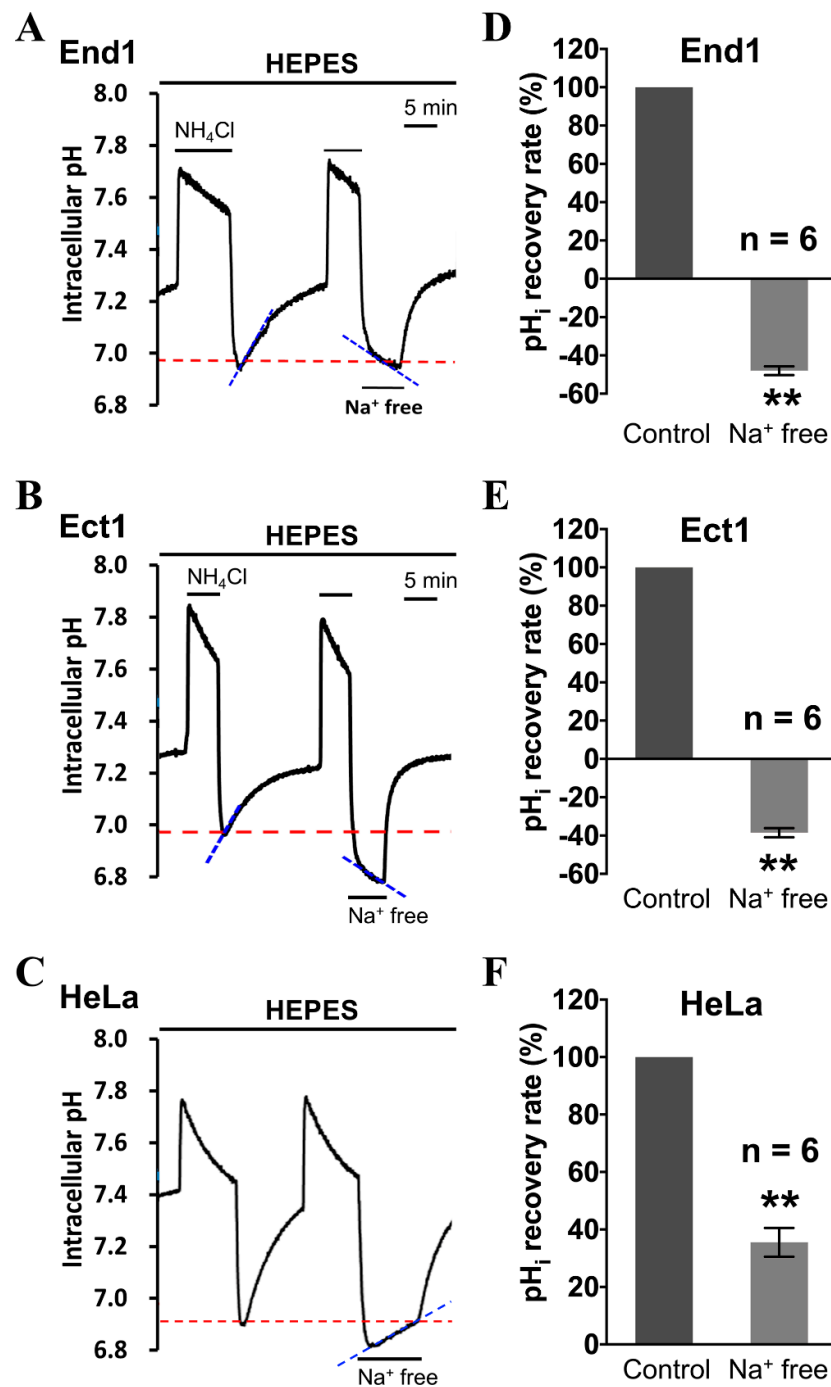 A
End1
HEPES
5 min
NH₄Cl
Intracellular pH
8.0
7.6
7.4
7.2
7.0
6.8
Na⁺ free
D
End1
pHᵢ recovery rate (%)
120
100
80
60
40
20
0
-20
-40
-60
n = 6
**
Control Na⁺ free
B
Ect1
HEPES
NH₄Cl
5 min
Intracellular pH
8.0
7.8
7.6
7.4
7.2
7.0
6.8
Na⁺ free
E
Ect1
pHᵢ recovery rate (%)
120
100
80
60
40
20
0
-20
-40
-60
n = 6
**
Control Na⁺ free
C
HeLa
HEPES
Intracellular pH
8.0
7.8
7.6
7.4
7.2
7.0
6.8
Na⁺ free
F
HeLa
pHᵢ recovery rate (%)
120
100
80
60
40
20
0
n = 6
**
Control Na⁺ free